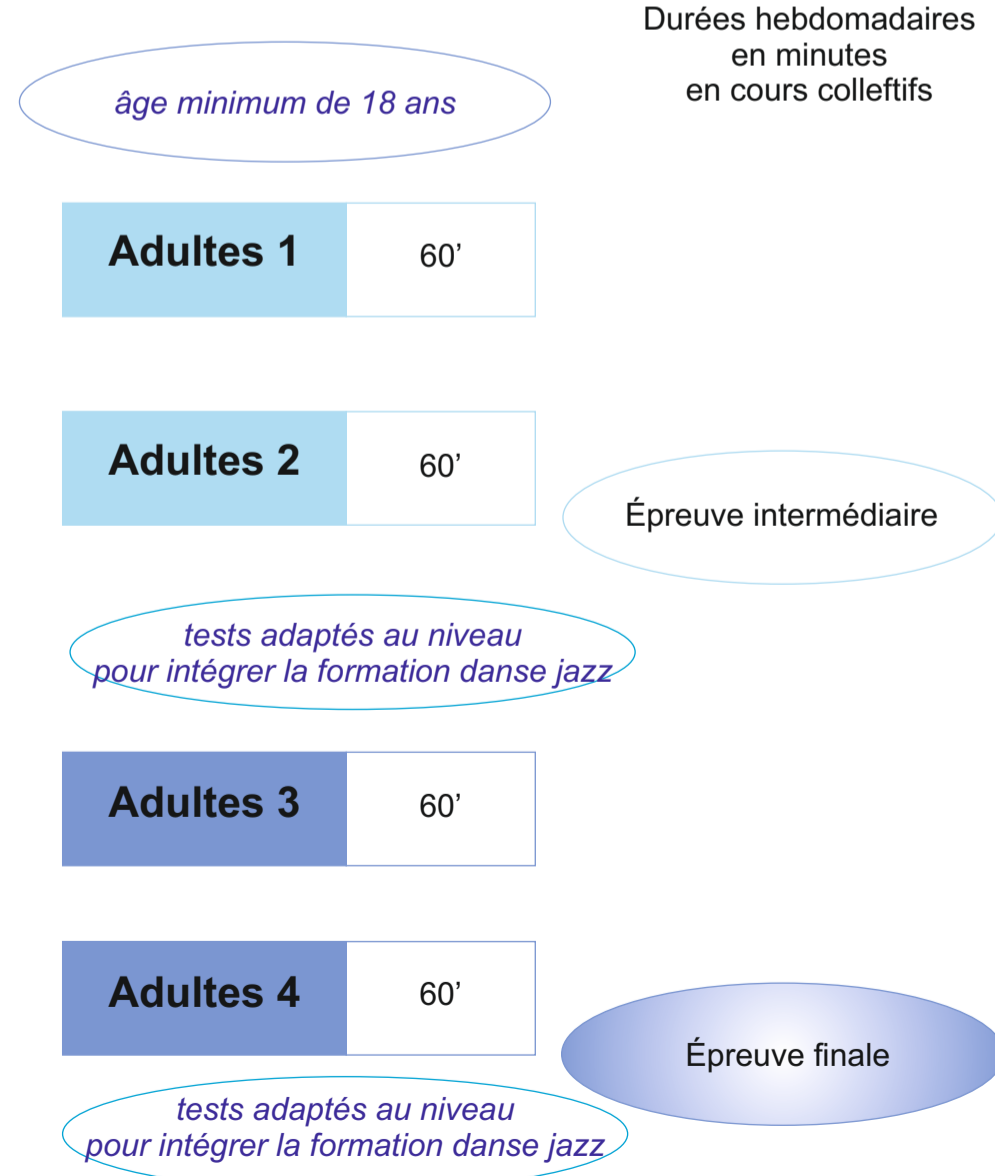 Durées hebdomadaires
en minutes
en cours colleftifs
âge minimum de 18 ans
Adultes 1 60’
Adultes 2 60’
Épreuve intermédiaire
tests adaptés au niveau
pour intégrer la formation danse jazz
Adultes 3 60’
Adultes 4 60’
Épreuve finale
tests adaptés au niveau
pour intégrer la formation danse jazz